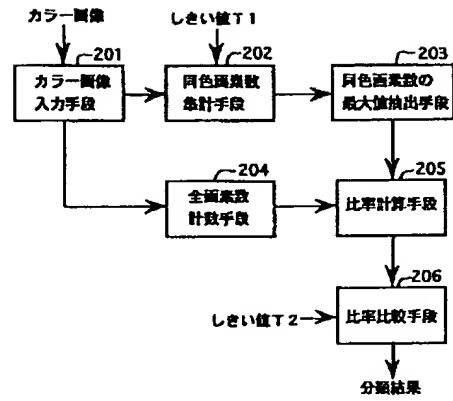 カラー画像
しきい値T1
201
カラー画像
入力手段
202
同色画素数
集計手段
203
同色画素数の
最大値抽出手段
204
全画素数
計数手段
205
比率計算手段
206
しきい値T2
比率比較手段
分類結果